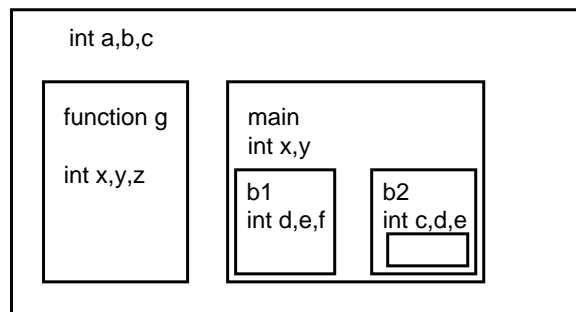 int a,b,c
function g
int x,y,z
main
int x,y
b1
int d,e,f
b2
int c,d,e